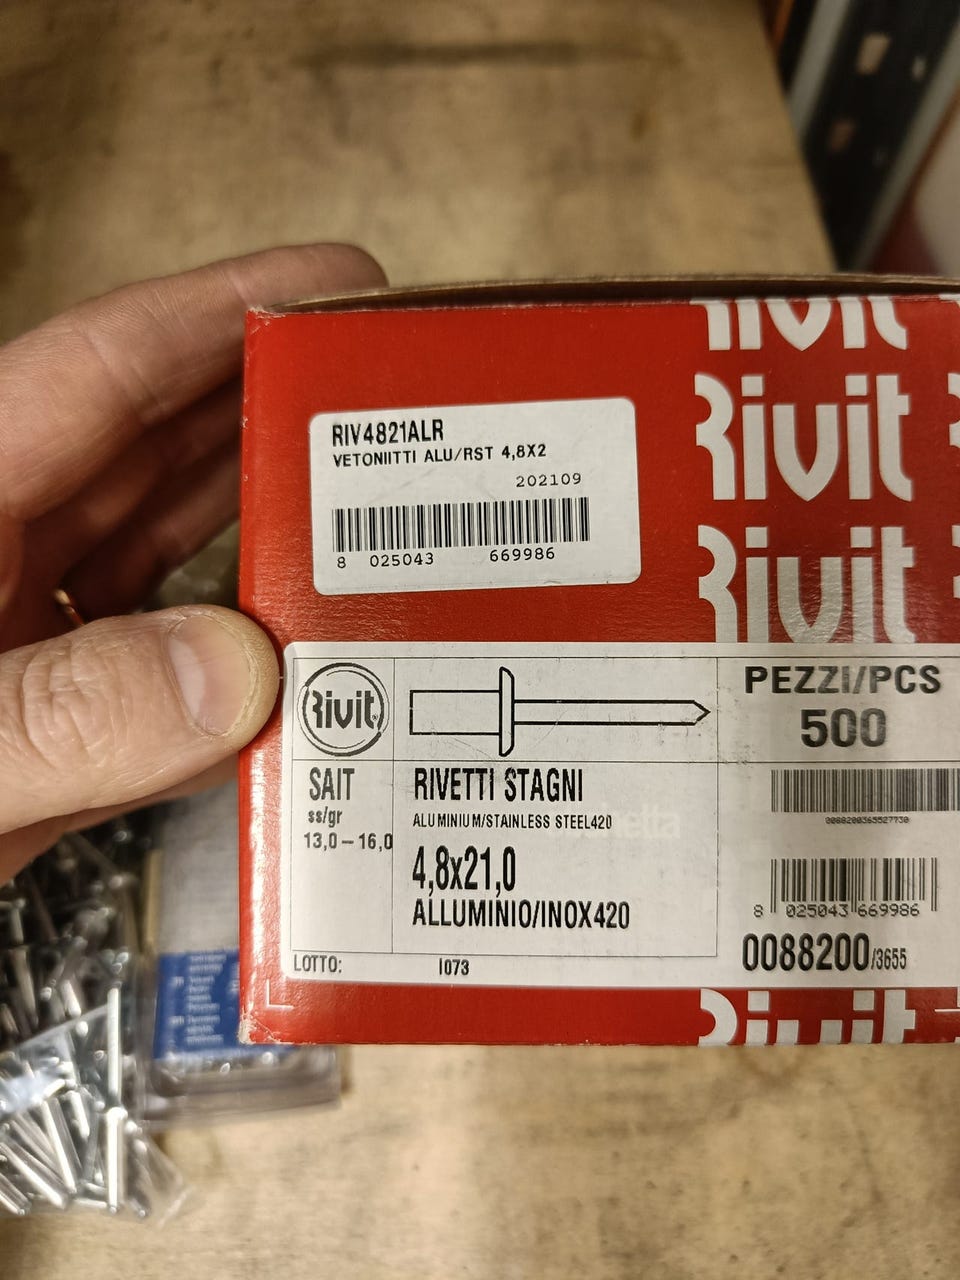 Rivit
Rivit
Rivit
RIV4821ALR
VETONIITTI ALU/RST 4,8X2
202109
8 025043 669986
Rivit
PEZZI/PCS
500
SAIT
ss/gr
13,0 – 16,0
RIVETTI STAGNI
ALUMINIUM/STAINLESS STEEL420
4,8x21,0
ALLUMINIO/INOX420
8 025043 669986
0088200/3655
LOTTO:
I073
Rivit